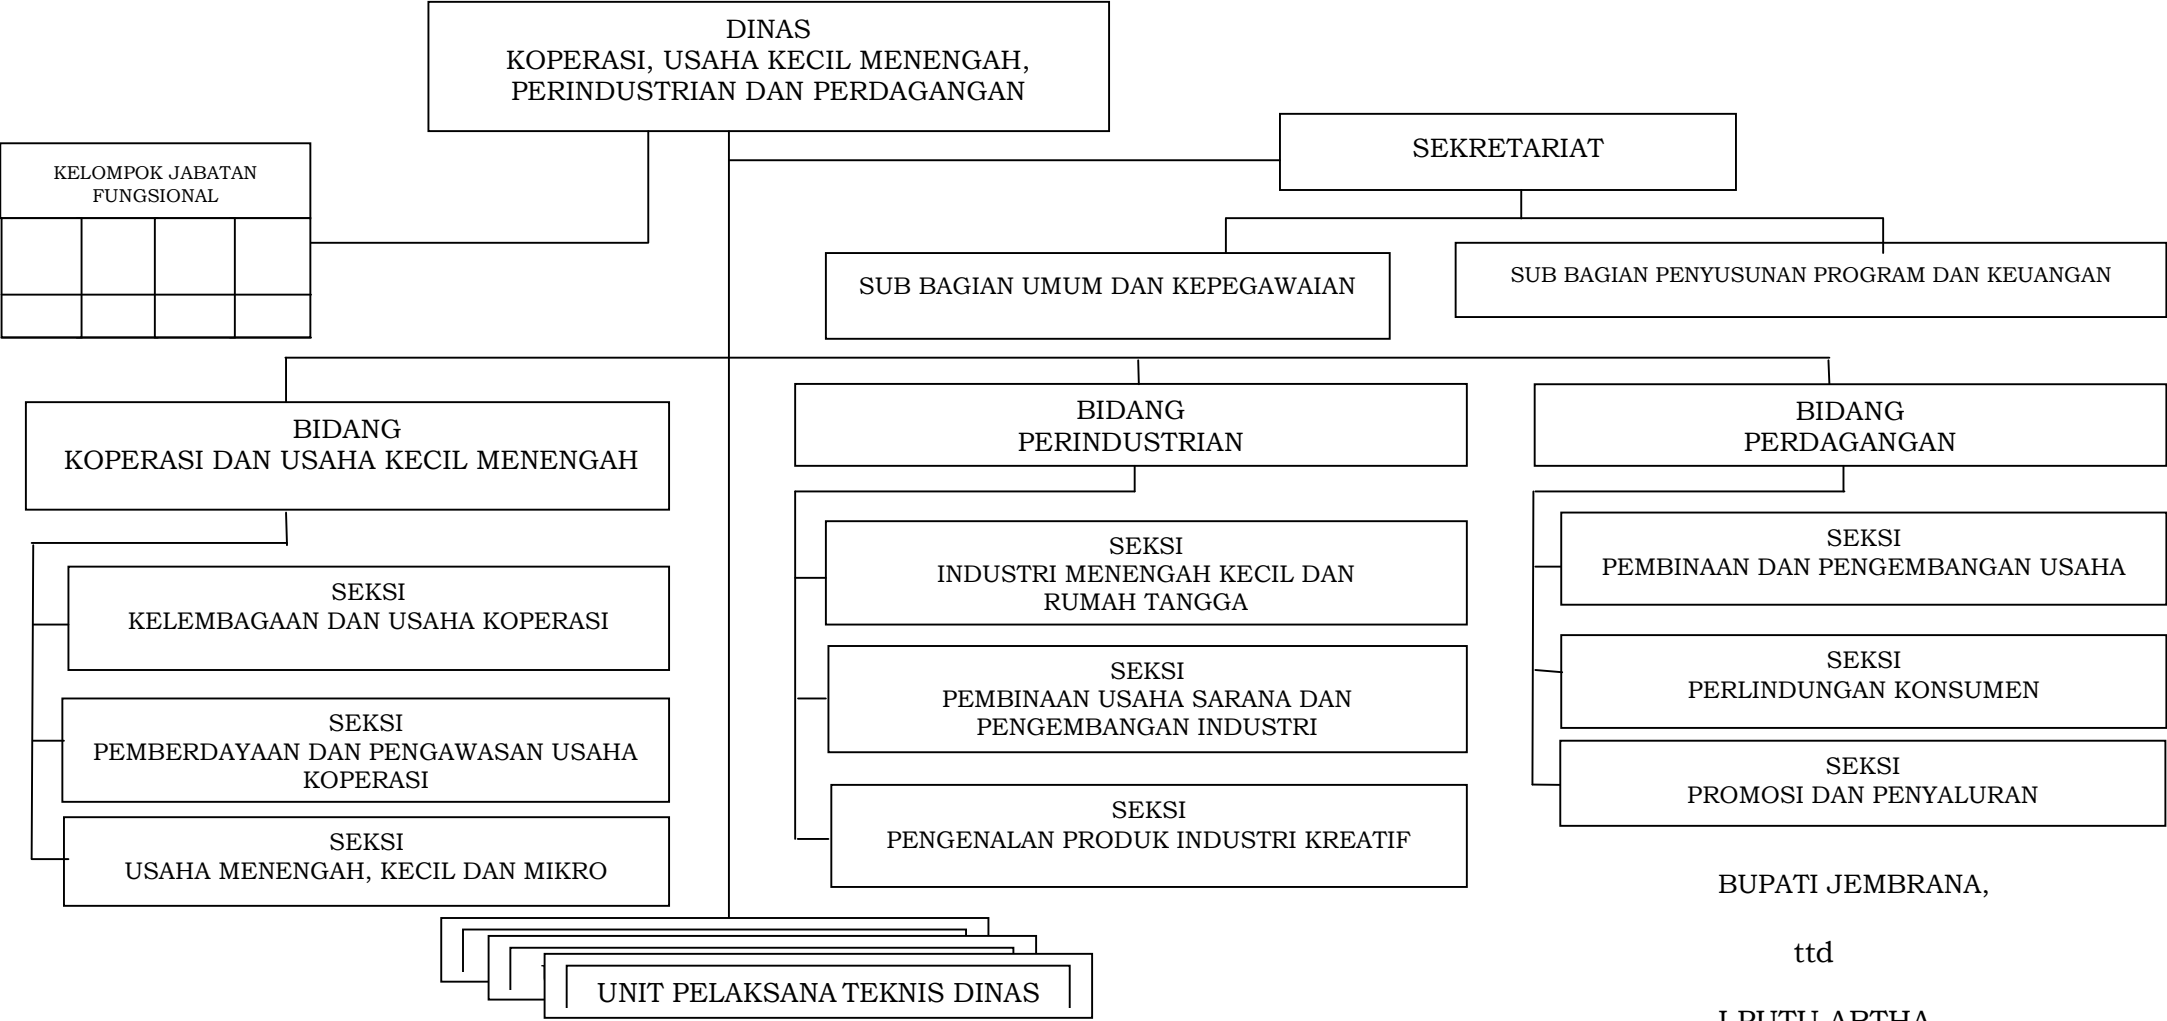 DINAS
KOPERASI, USAHA KECIL MENENGAH,
PERINDUSTRIAN DAN PERDAGANGAN
SEKRETARIAT
KELOMPOK JABATAN
FUNGSIONAL
SUB BAGIAN UMUM DAN KEPEGAWAIAN
SUB BAGIAN PENYUSUNAN PROGRAM DAN KEUANGAN
BIDANG
KOPERASI DAN USAHA KECIL MENENGAH
SEKSI
KELEMBAGAAN DAN USAHA KOPERASI
SEKSI
PEMBERDAYAAN DAN PENGAWASAN USAHA
KOPERASI
SEKSI
USAHA MENENGAH, KECIL DAN MIKRO
BIDANG
PERINDUSTRIAN
SEKSI
INDUSTRI MENENGAH KECIL DAN
RUMAH TANGGA
SEKSI
PEMBINAAN USAHA SARANA DAN
PENGEMBANGAN INDUSTRI
SEKSI
PENGENALAN PRODUK INDUSTRI KREATIF
BIDANG
PERDAGANGAN
SEKSI
PEMBINAAN DAN PENGEMBANGAN USAHA
SEKSI
PERLINDUNGAN KONSUMEN
SEKSI
PROMOSI DAN PENYALURAN
UNIT PELAKSANA TEKNIS DINAS
BUPATI JEMBRANA,
ttd
I PUTU ARTHA